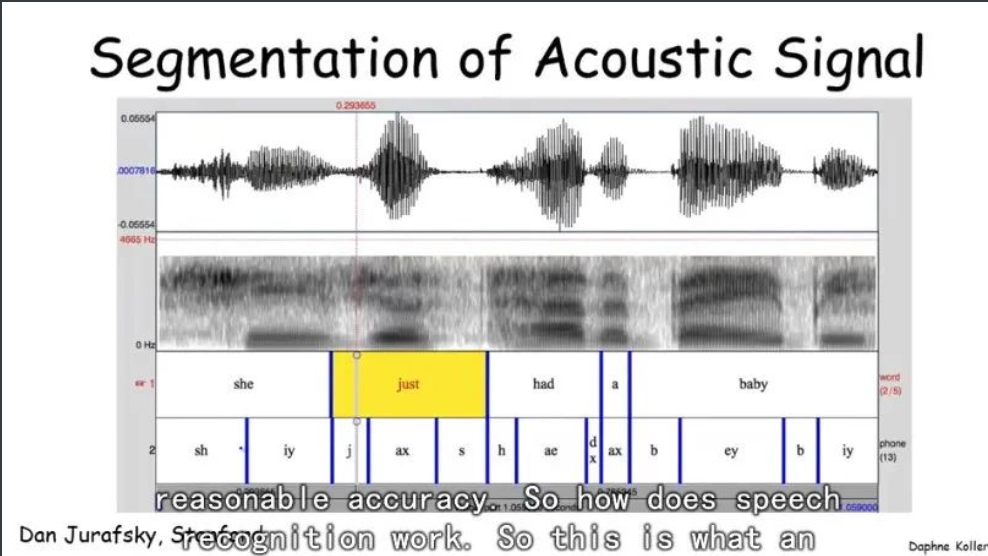 Segmentation of Acoustic Signal
0.293655
0.05554
.0007816
-0.05554
4665 Hz
0 Hz
1 she just had a baby word (2/5)
2 sh iy j ax s h ae dx ax b ey b iy phone (13)
1.059000
reasonable accuracy. So how does speech
recognition work. So this is what an
Dan Jurafsky, Stanford
Daphne Koller